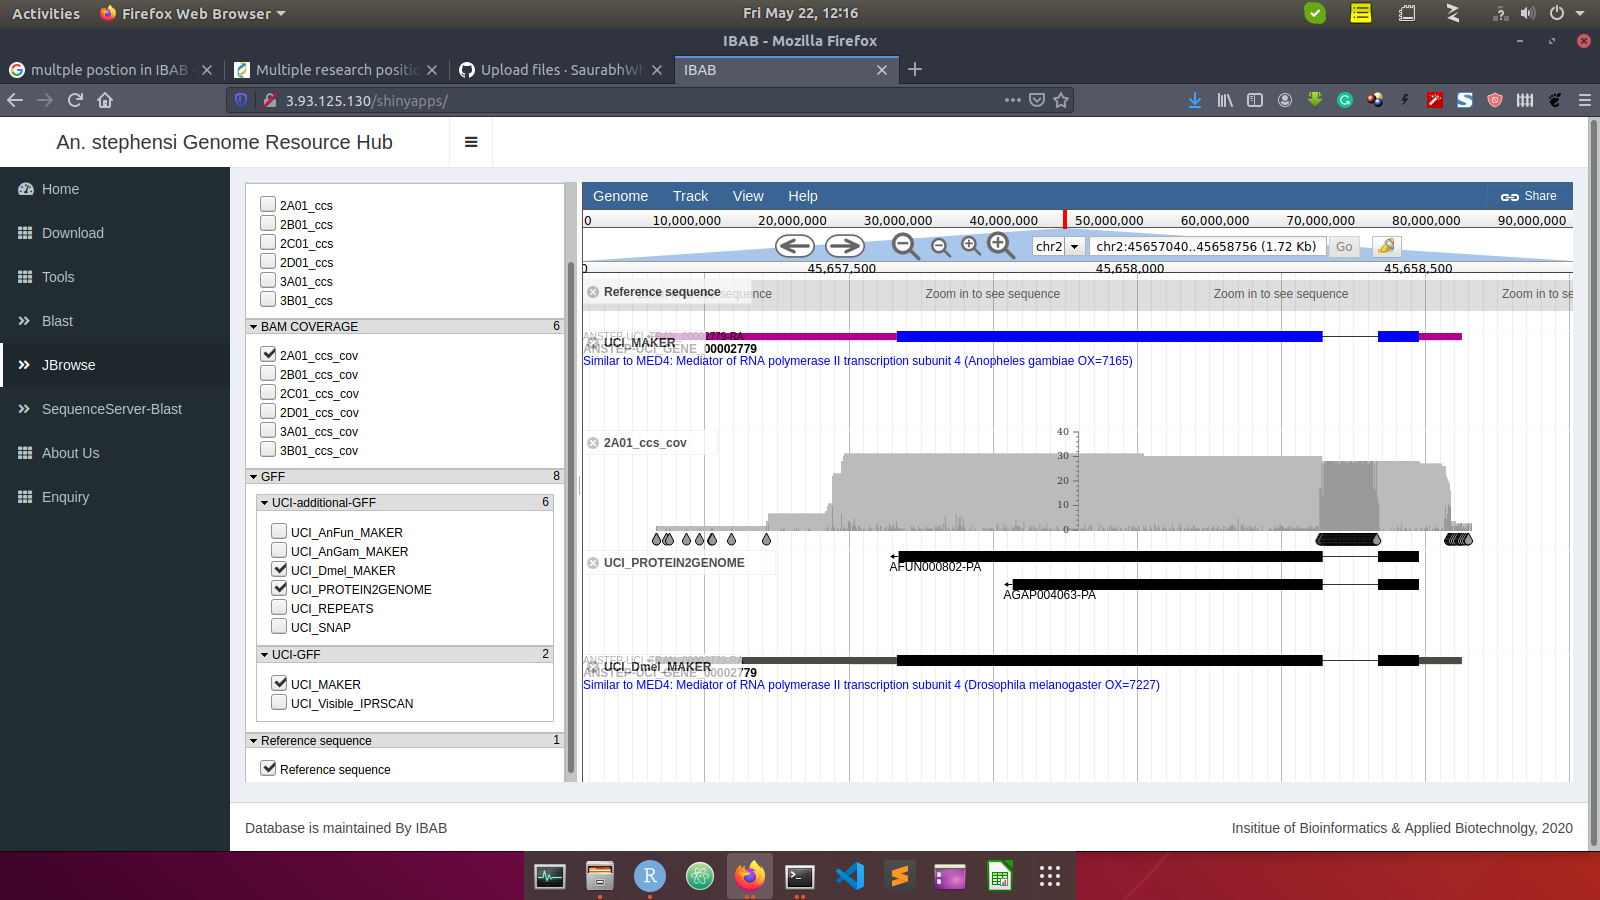 Activities Firefox Web Browser Fri May 22, 12:16
IBAB - Mozilla Firefox
multple postion in IBAB Multiple research positio Upload files · SaurabhWh IBAB
3.93.125.130/shinyapps/
An. stephensi Genome Resource Hub
Home
Download
Tools
Blast
JBrowse
SequenceServer-Blast
About Us
Enquiry
2A01_ccs
2B01_ccs
2C01_ccs
2D01_ccs
3A01_ccs
3B01_ccs
BAM COVERAGE 6
2A01_ccs_cov
2B01_ccs_cov
2C01_ccs_cov
2D01_ccs_cov
3A01_ccs_cov
3B01_ccs_cov
GFF 8
UCI-additional-GFF 6
UCI_AnFun_MAKER
UCI_AnGam_MAKER
UCI_Dmel_MAKER
UCI_PROTEIN2GENOME
UCI_REPEATS
UCI_SNAP
UCI-GFF 2
UCI_MAKER
UCI_Visible_IPRSCAN
Reference sequence 1
Reference sequence
Genome Track View Help Share
0 10,000,000 20,000,000 30,000,000 40,000,000 50,000,000 60,000,000 70,000,000 80,000,000 90,000,000
chr2 chr2:45657040..45658756 (1.72 Kb) Go
45,657,500 45,658,000 45,658,500
Reference sequence Zoom in to see sequence Zoom in to see sequence Zoom in to se
ANSTEP-UCI_TRAN_00002779-RA
UCI_MAKER
ANSTEP-UCI_GENE_00002779
Similar to MED4: Mediator of RNA polymerase II transcription subunit 4 (Anopheles gambiae OX=7165)
2A01_ccs_cov
40
30
20
10
0
UCI_PROTEIN2GENOME
AFUN000802-PA
AGAP004063-PA
ANSTEP-UCI_TRAN_00002779-RA
UCI_Dmel_MAKER
ANSTEP-UCI_GENE_00002779
Similar to MED4: Mediator of RNA polymerase II transcription subunit 4 (Drosophila melanogaster OX=7227)
Database is maintained By IBAB Insititue of Bioinformatics & Applied Biotechnolgy, 2020